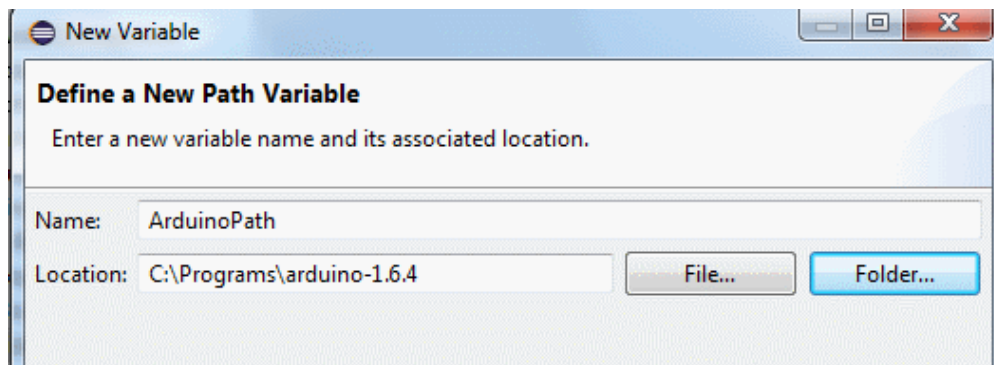 New Variable
Define a New Path Variable
Enter a new variable name and its associated location.
Name: ArduinoPath
Location: C:\Programs\arduino-1.6.4 File... Folder...